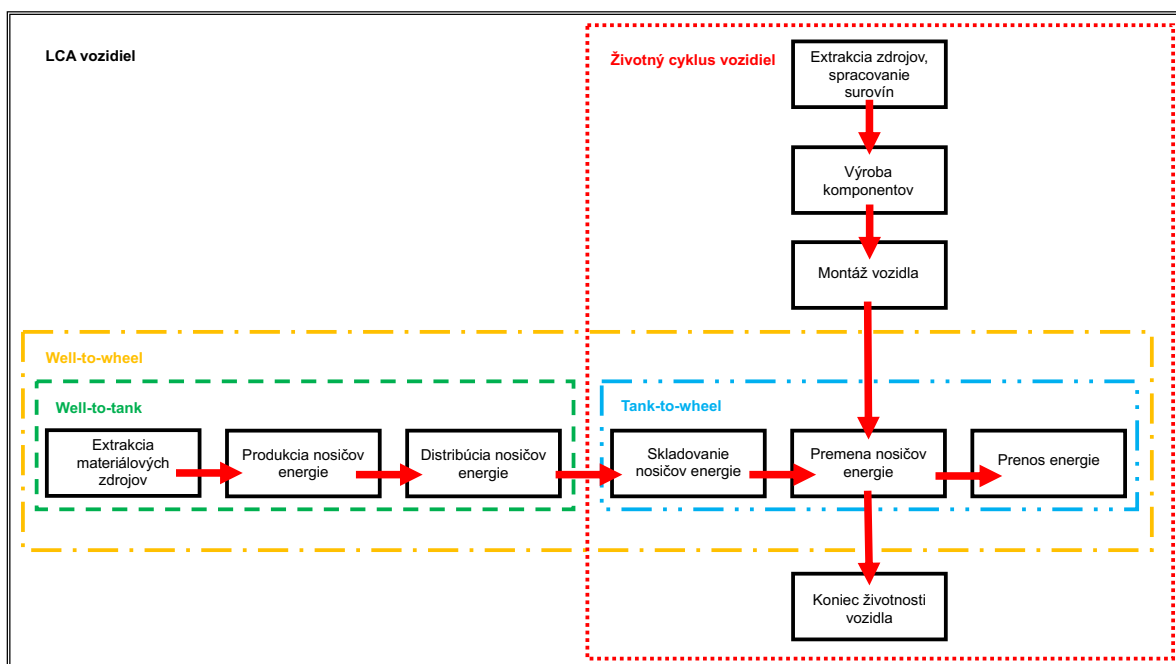 LCA vozidiel
Životný cyklus vozidiel
Extrakcia zdrojov,
spracovanie
surovín
Výroba
komponentov
Montáž vozidla
Well-to-wheel
Well-to-tank
Tank-to-wheel
Extrakcia
materiálových
zdrojov
Produkcia nosičov
energie
Distribúcia nosičov
energie
Skladovanie
nosičov energie
Premena nosičov
energie
Prenos energie
Koniec životnosti
vozidla